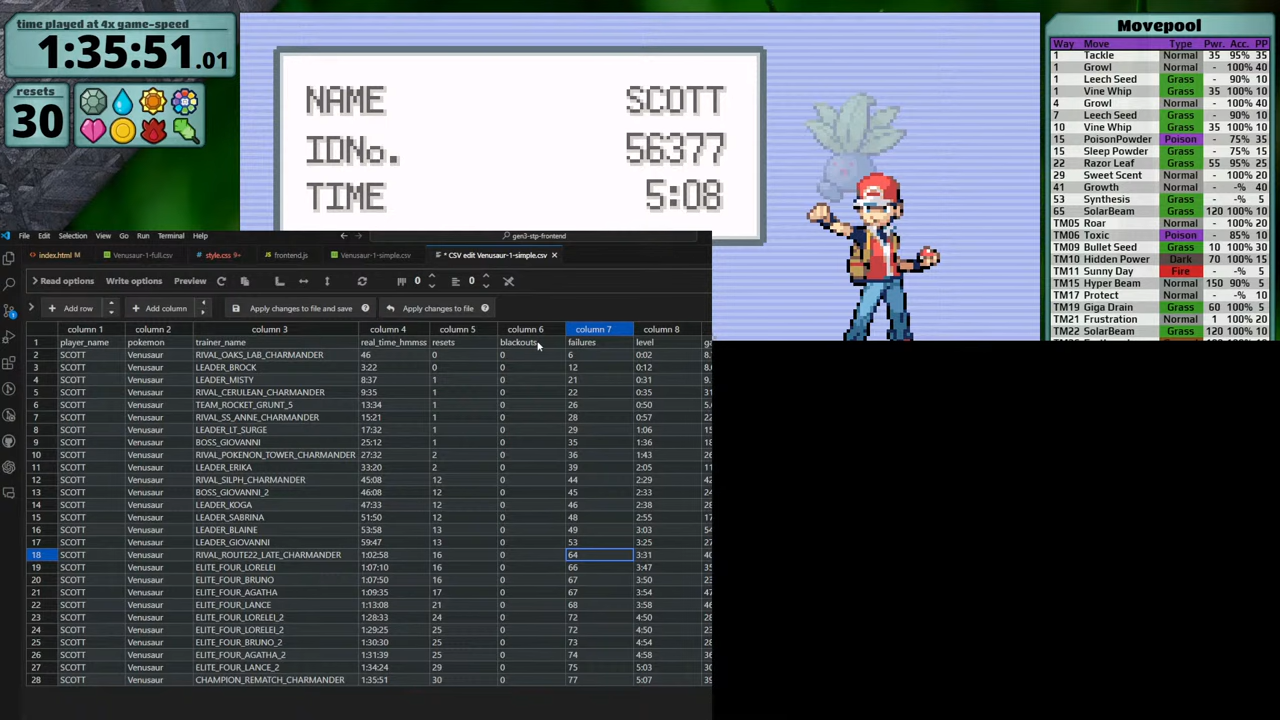 time played at 4x game-speed
1:35:51.01
resets
30
NAME SCOTT
IDNo. 56377
TIME 5:08
Movepool
Way Move Type Pwr. Acc. PP
1 Tackle Normal 35 95% 35
1 Growl Normal - 100% 40
1 Leech Seed Grass - 90% 10
1 Vine Whip Grass 35 100% 10
4 Growl Normal - 100% 40
7 Leech Seed Grass - 90% 10
10 Vine Whip Grass 35 100% 10
15 PoisonPowder Poison - 75% 35
15 Sleep Powder Grass - 75% 15
22 Razor Leaf Grass 55 95% 25
29 Sweet Scent Normal - 100% 20
41 Growth Normal - -% 40
53 Synthesis Grass - -% 5
65 SolarBeam Grass 120 100% 10
TM05 Roar Normal - 100% 20
TM06 Toxic Poison - 85% 10
TM09 Bullet Seed Grass 10 100% 30
TM10 Hidden Power Dark 70 100% 15
TM11 Sunny Day Fire - -% 5
TM15 Hyper Beam Normal 150 90% 5
TM17 Protect Normal - -% 10
TM19 Giga Drain Grass 60 100% 5
TM21 Frustration Normal 1 100% 20
TM22 SolarBeam Grass 120 100% 10
File Edit Selection View Go Run Terminal Help
gen3-stp-frontend
index.html M Venusaur-1-full.csv style.css 9+ frontend.js Venusaur-1-simple.csv * CSV edit Venusaur-1-simple.csv
Read options Write options Preview 0 0
Add row Add column Apply changes to file and save Apply changes to file
column 1 column 2 column 3 column 4 column 5 column 6 column 7 column 8
1 player_name pokemon trainer_name real_time_hmmss resets blackouts failures level
2 SCOTT Venusaur RIVAL_OAKS_LAB_CHARMANDER 46 0 0 6 0:02
3 SCOTT Venusaur LEADER_BROCK 3:22 0 0 12 0:12
4 SCOTT Venusaur LEADER_MISTY 8:37 1 0 21 0:31
5 SCOTT Venusaur RIVAL_CERULEAN_CHARMANDER 9:35 1 0 22 0:35
6 SCOTT Venusaur TEAM_ROCKET_GRUNT_5 13:34 1 0 26 0:50
7 SCOTT Venusaur RIVAL_SS_ANNE_CHARMANDER 15:21 1 0 28 0:57
8 SCOTT Venusaur LEADER_LT_SURGE 17:32 1 0 29 1:06
9 SCOTT Venusaur BOSS_GIOVANNI 25:12 1 0 35 1:36
10 SCOTT Venusaur RIVAL_POKENON_TOWER_CHARMANDER 27:32 2 0 36 1:43
11 SCOTT Venusaur LEADER_ERIKA 33:20 2 0 39 2:05
12 SCOTT Venusaur RIVAL_SILPH_CHARMANDER 45:08 12 0 44 2:29
13 SCOTT Venusaur BOSS_GIOVANNI_2 46:08 12 0 45 2:33
14 SCOTT Venusaur LEADER_KOGA 47:33 12 0 46 2:38
15 SCOTT Venusaur LEADER_SABRINA 51:50 12 0 48 2:55
16 SCOTT Venusaur LEADER_BLAINE 53:58 13 0 49 3:03
17 SCOTT Venusaur LEADER_GIOVANNI 59:47 13 0 53 3:25
18 SCOTT Venusaur RIVAL_ROUTE22_LATE_CHARMANDER 1:02:58 16 0 64 3:31
19 SCOTT Venusaur ELITE_FOUR_LORELEI 1:07:10 16 0 66 3:47
20 SCOTT Venusaur ELITE_FOUR_BRUNO 1:07:50 16 0 67 3:50
21 SCOTT Venusaur ELITE_FOUR_AGATHA 1:09:35 17 0 67 3:54
22 SCOTT Venusaur ELITE_FOUR_LANCE 1:13:08 21 0 68 3:58
23 SCOTT Venusaur ELITE_FOUR_LORELEI_2 1:28:33 24 0 72 4:50
24 SCOTT Venusaur ELITE_FOUR_LORELEI_2 1:29:25 25 0 72 4:50
25 SCOTT Venusaur ELITE_FOUR_BRUNO_2 1:30:30 25 0 73 4:54
26 SCOTT Venusaur ELITE_FOUR_AGATHA_2 1:31:39 25 0 74 4:58
27 SCOTT Venusaur ELITE_FOUR_LANCE_2 1:34:24 29 0 75 5:03
28 SCOTT Venusaur CHAMPION_REMATCH_CHARMANDER 1:35:51 30 0 77 5:07